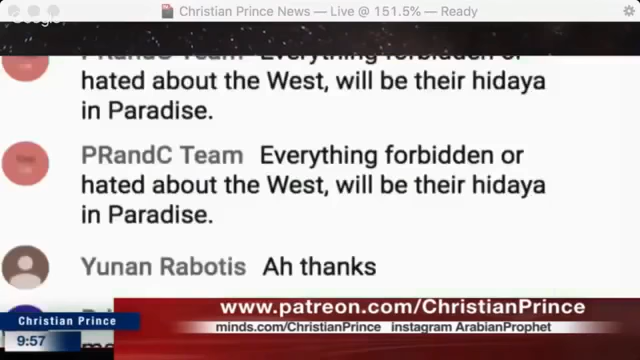 Christian Prince News — Live @ 151.5% — Ready
Google
PRandC Team Everything forbidden or
hated about the West, will be their hidaya
in Paradise.
PRandC Team Everything forbidden or
hated about the West, will be their hidaya
in Paradise.
Yunan Rabotis Ah thanks
www.patreon.com/ChristianPrince
Christian Prince
minds.com/ChristianPrince instagram ArabianProphet
9:57